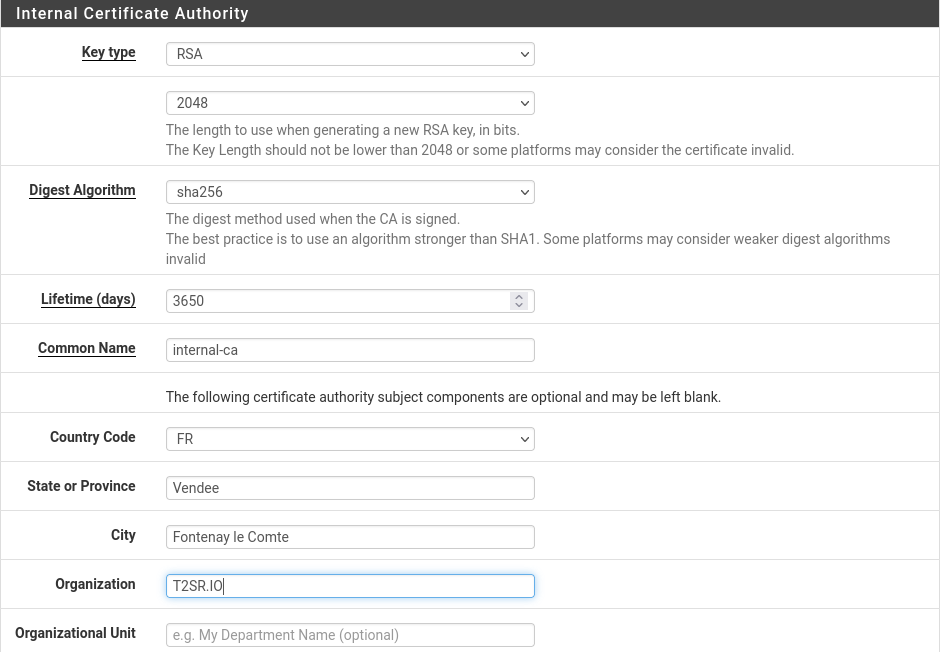 Internal Certificate Authority
Key type
RSA
2048
The length to use when generating a new RSA key, in bits.
The Key Length should not be lower than 2048 or some platforms may consider the certificate invalid.
Digest Algorithm
sha256
The digest method used when the CA is signed.
The best practice is to use an algorithm stronger than SHA1. Some platforms may consider weaker digest algorithms
invalid
Lifetime (days)
3650
Common Name
internal-ca
The following certificate authority subject components are optional and may be left blank.
Country Code
FR
State or Province
Vendee
City
Fontenay le Comte
Organization
T2SR.IO
Organizational Unit
e.g. My Department Name (optional)